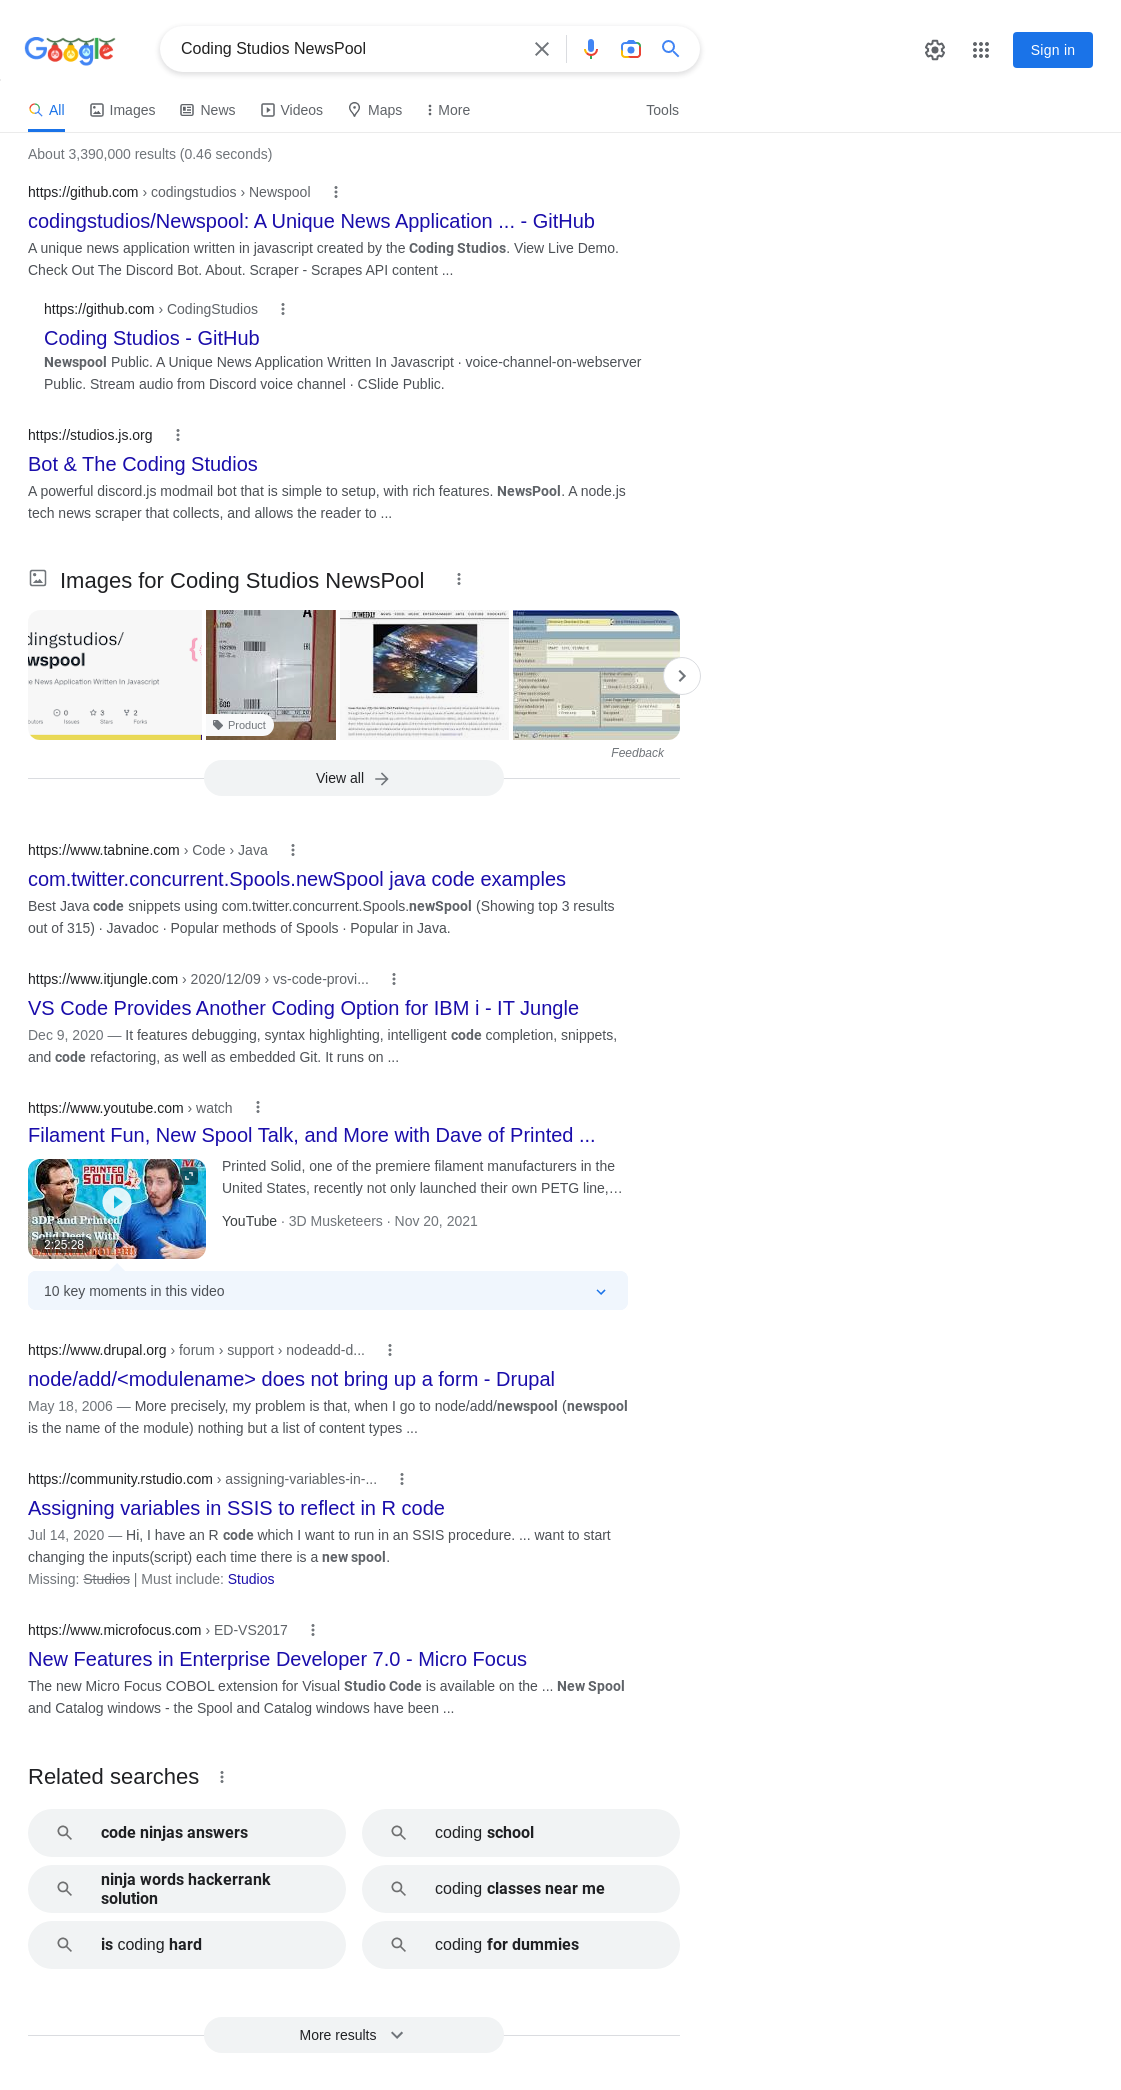 Google
Coding Studios NewsPool
Sign in
All
Images
News
Videos
Maps
More
Tools
About 3,390,000 results (0.46 seconds)
https://github.com › codingstudios › Newspool
codingstudios/Newspool: A Unique News Application ... - GitHub
A unique news application written in javascript created by the Coding Studios. View Live Demo.
Check Out The Discord Bot. About. Scraper - Scrapes API content ...
https://github.com › CodingStudios
Coding Studios - GitHub
Newspool Public. A Unique News Application Written In Javascript · voice-channel-on-webserver
Public. Stream audio from Discord voice channel · CSlide Public.
https://studios.js.org
Bot & The Coding Studios
A powerful discord.js modmail bot that is simple to setup, with rich features. NewsPool. A node.js
tech news scraper that collects, and allows the reader to ...
Images for Coding Studios NewsPool
dingstudios/
wspool
e News Application Written In Javascript
0
3
2
Issues
Stars
Forks
Product
Feedback
View all
https://www.tabnine.com › Code › Java
com.twitter.concurrent.Spools.newSpool java code examples
Best Java code snippets using com.twitter.concurrent.Spools.newSpool (Showing top 3 results
out of 315) · Javadoc · Popular methods of Spools · Popular in Java.
https://www.itjungle.com › 2020/12/09 › vs-code-provi...
VS Code Provides Another Coding Option for IBM i - IT Jungle
Dec 9, 2020 — It features debugging, syntax highlighting, intelligent code completion, snippets,
and code refactoring, as well as embedded Git. It runs on ...
https://www.youtube.com › watch
Filament Fun, New Spool Talk, and More with Dave of Printed ...
PRINTED
SOLID
3DP and Printed
Solid Deets With
2:25:28
Printed Solid, one of the premiere filament manufacturers in the
United States, recently not only launched their own PETG line,...
YouTube · 3D Musketeers · Nov 20, 2021
10 key moments in this video
https://www.drupal.org › forum › support › nodeadd-d...
node/add/<modulename> does not bring up a form - Drupal
May 18, 2006 — More precisely, my problem is that, when I go to node/add/newspool (newspool
is the name of the module) nothing but a list of content types ...
https://community.rstudio.com › assigning-variables-in-...
Assigning variables in SSIS to reflect in R code
Jul 14, 2020 — Hi, I have an R code which I want to run in an SSIS procedure. ... want to start
changing the inputs(script) each time there is a new spool.
Missing: Studios | Must include: Studios
https://www.microfocus.com › ED-VS2017
New Features in Enterprise Developer 7.0 - Micro Focus
The new Micro Focus COBOL extension for Visual Studio Code is available on the ... New Spool
and Catalog windows - the Spool and Catalog windows have been ...
Related searches
code ninjas answers
coding school
ninja words hackerrank
solution
coding classes near me
is coding hard
coding for dummies
More results